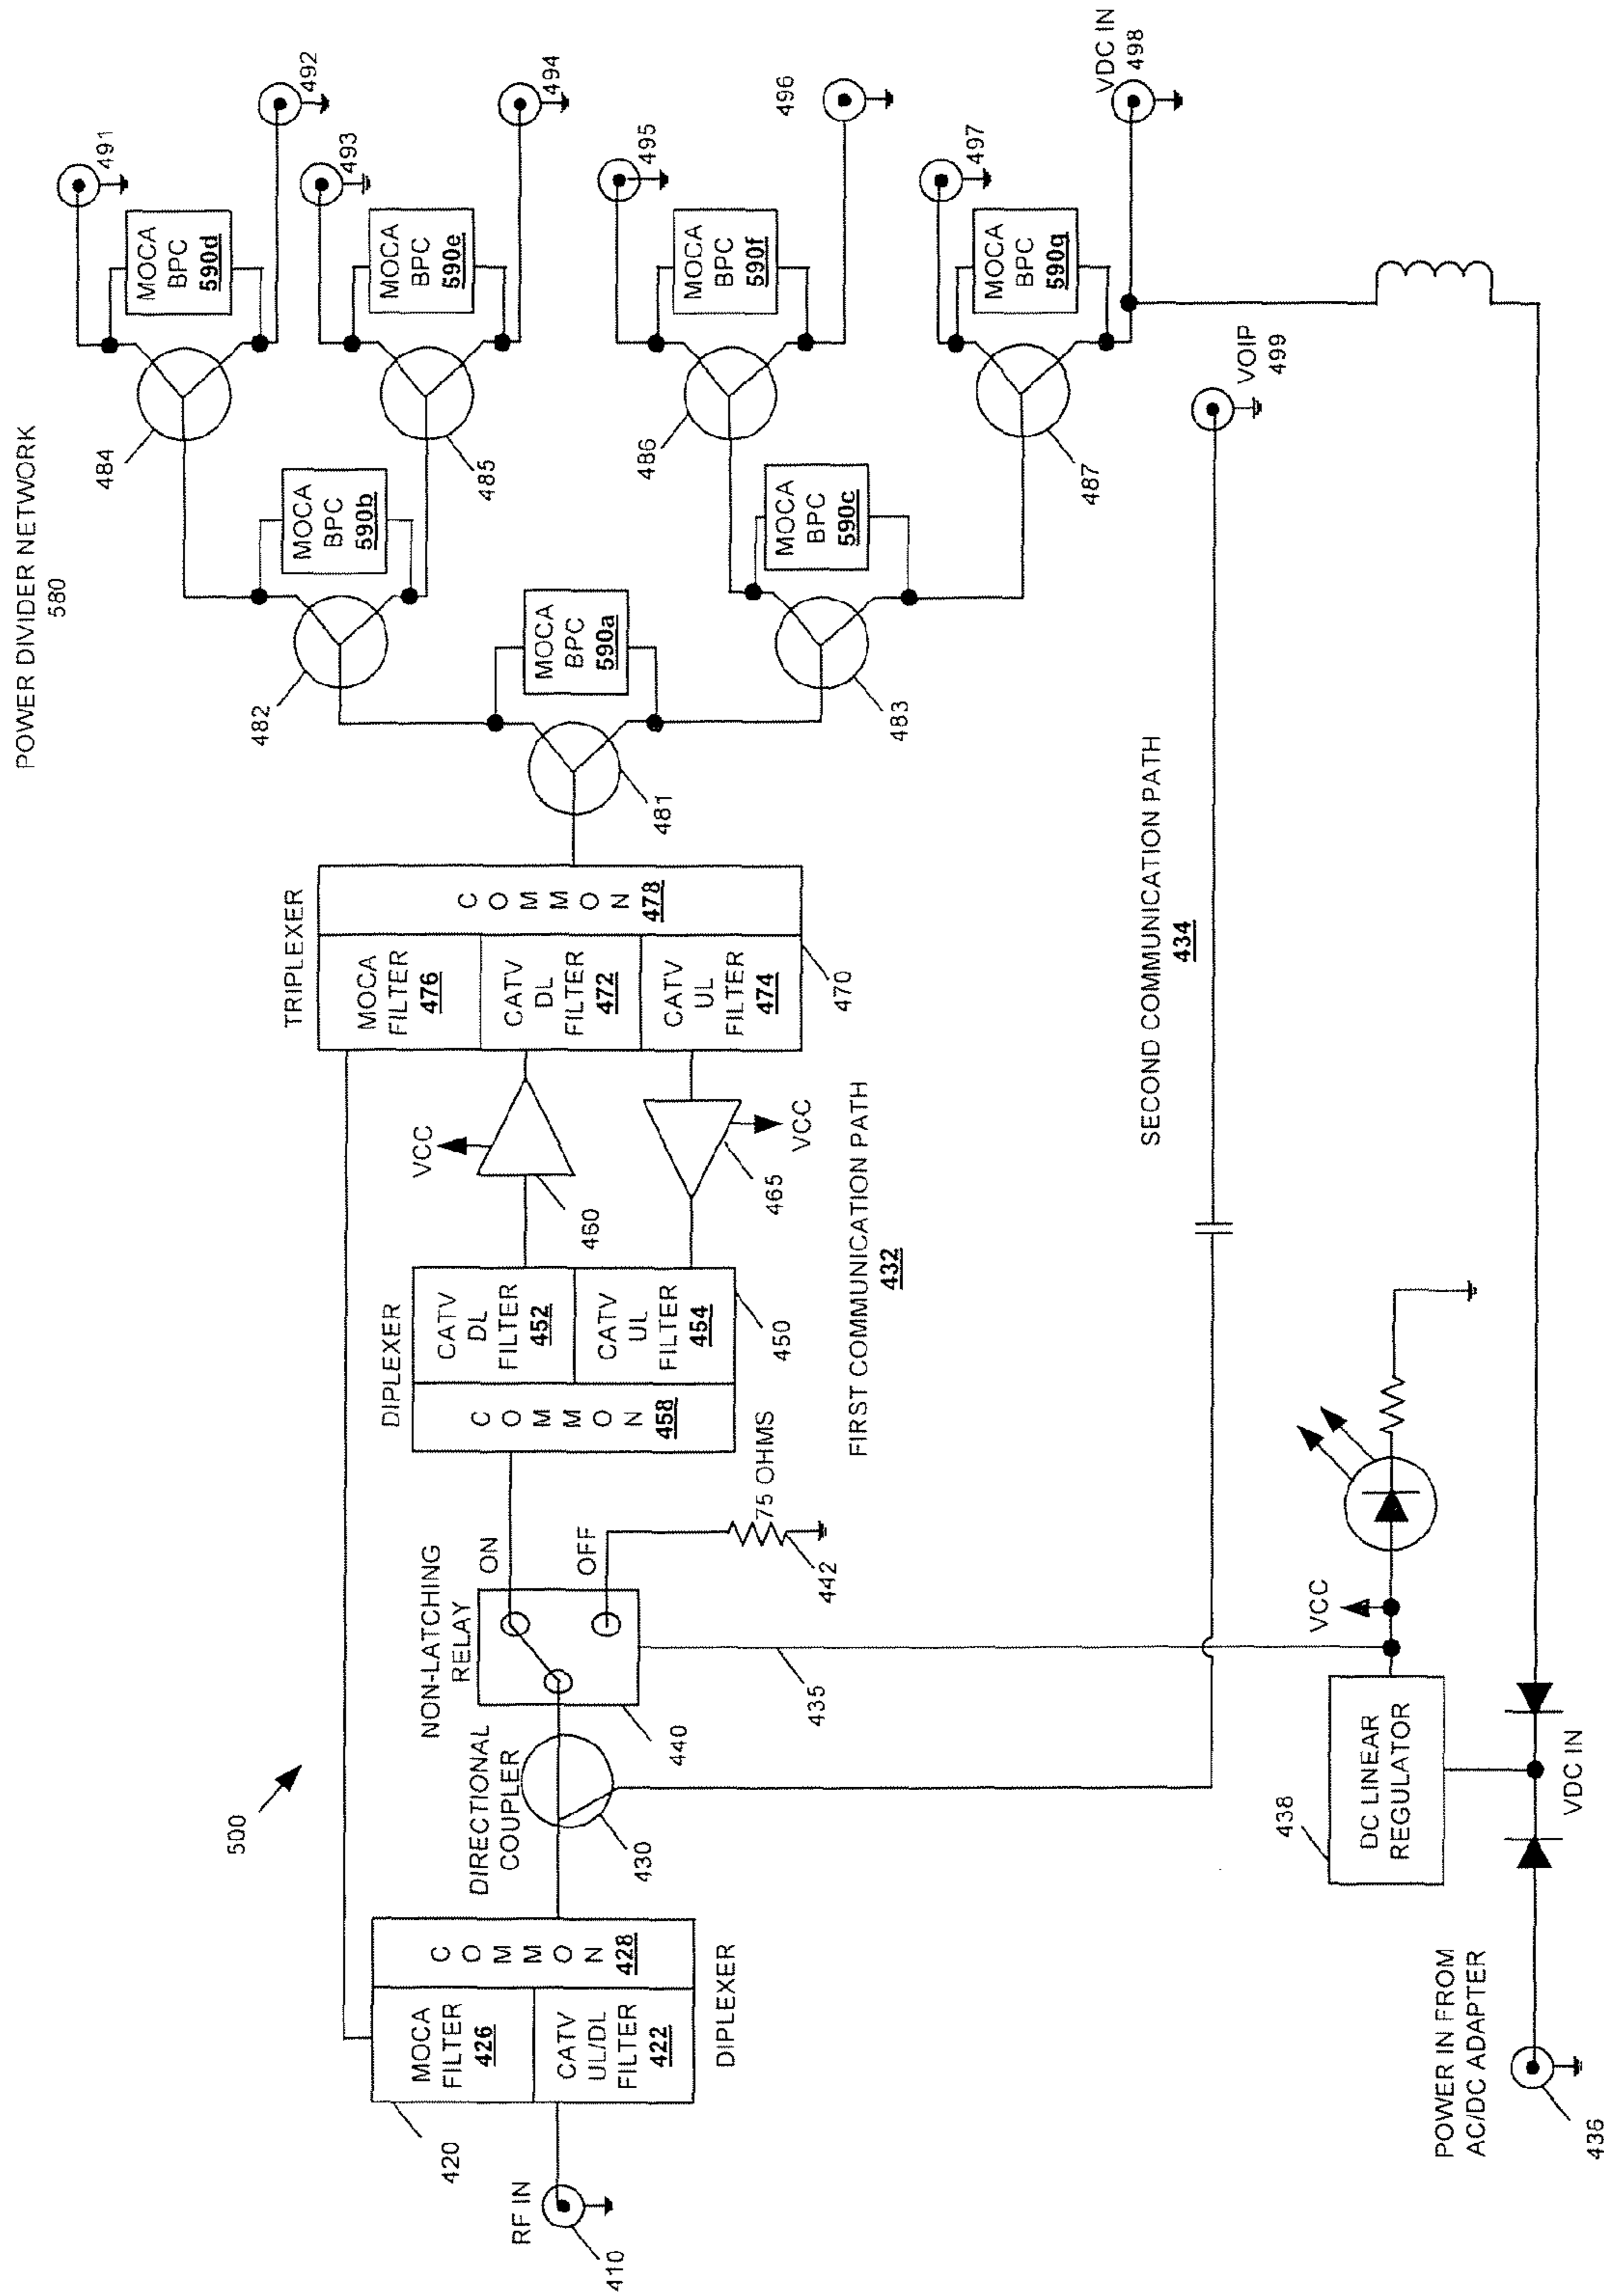 POWER DIVIDER NETWORK
580
484
MOCA
BPC
590d
491
492
482
MOCA
BPC
590b
485
MOCA
BPC
590e
493
494
481
MOCA
BPC
590a
486
MOCA
BPC
590f
495
496
483
MOCA
BPC
590c
487
MOCA
BPC
590g
497
VDC IN
498
VOIP
499
500
TRIPLEXER
MOCA
FILTER
476
CATV
DL
FILTER
472
CATV
UL
FILTER
474
COMMON
478
470
VCC
460
VCC
465
DIPLEXER
COMMON
458
CATV
DL
FILTER
452
CATV
UL
FILTER
454
450
FIRST COMMUNICATION PATH
432
SECOND COMMUNICATION PATH
434
NON-LATCHING
RELAY
ON
OFF
440
75 OHMS
442
435
DIRECTIONAL
COUPLER
430
MOCA
FILTER
426
CATV
UL/DL
FILTER
422
COMMON
428
DIPLEXER
420
RF IN
410
VCC
438
DC LINEAR
REGULATOR
VDC IN
POWER IN FROM
AC/DC ADAPTER
436